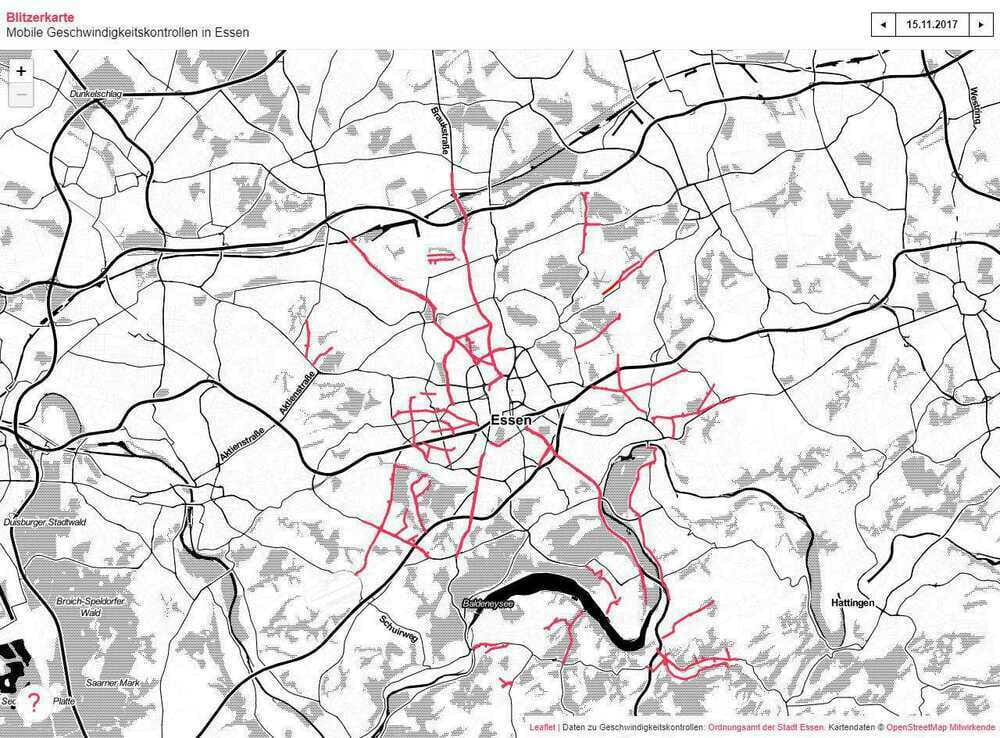 Blitzerkarte
Mobile Geschwindigkeitskontrollen in Essen
◄ 15.11.2017 ►
+
−
Dunkelschlag
Braukstraße
Westring
Aktienstraße
Aktienstraße
Essen
Duisburger Stadtwald
Broich-Speldorfer
Wald
Baldeneysee
Schuirweg
Hattingen
Saarner Mark
Platte
?
Leaflet | Daten zu Geschwindigkeitskontrollen: Ordnungsamt der Stadt Essen. Kartendaten © OpenStreetMap Mitwirkende